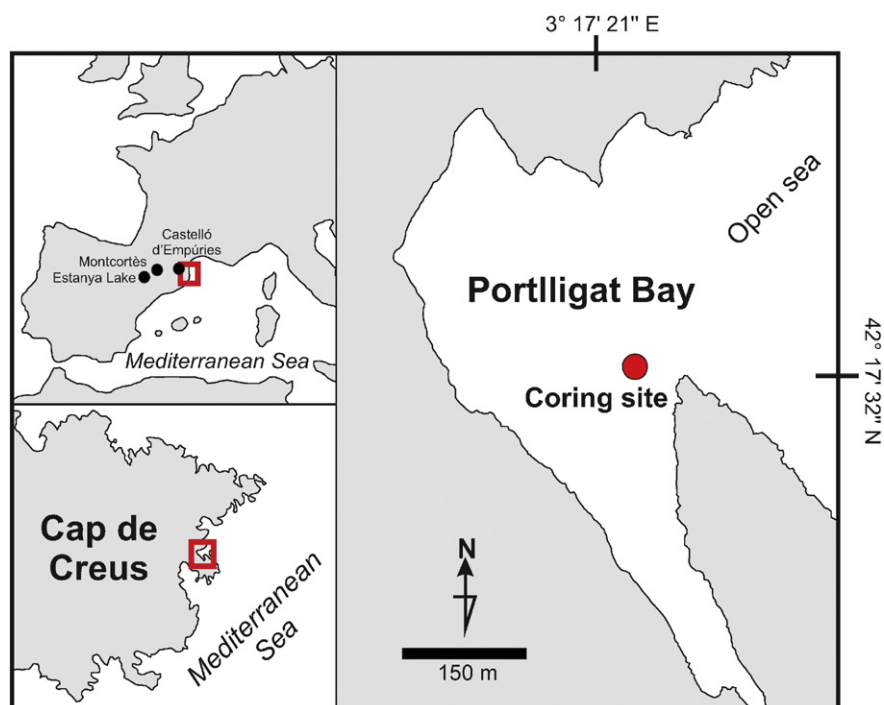 3° 17' 21" E
Castelló
d'Empúries
Montcortès
Estanya Lake
Mediterranean Sea
Cap de
Creus
Mediterranean
Sea
Open sea
Portlligat Bay
Coring site
42° 17' 32" N
N
150 m